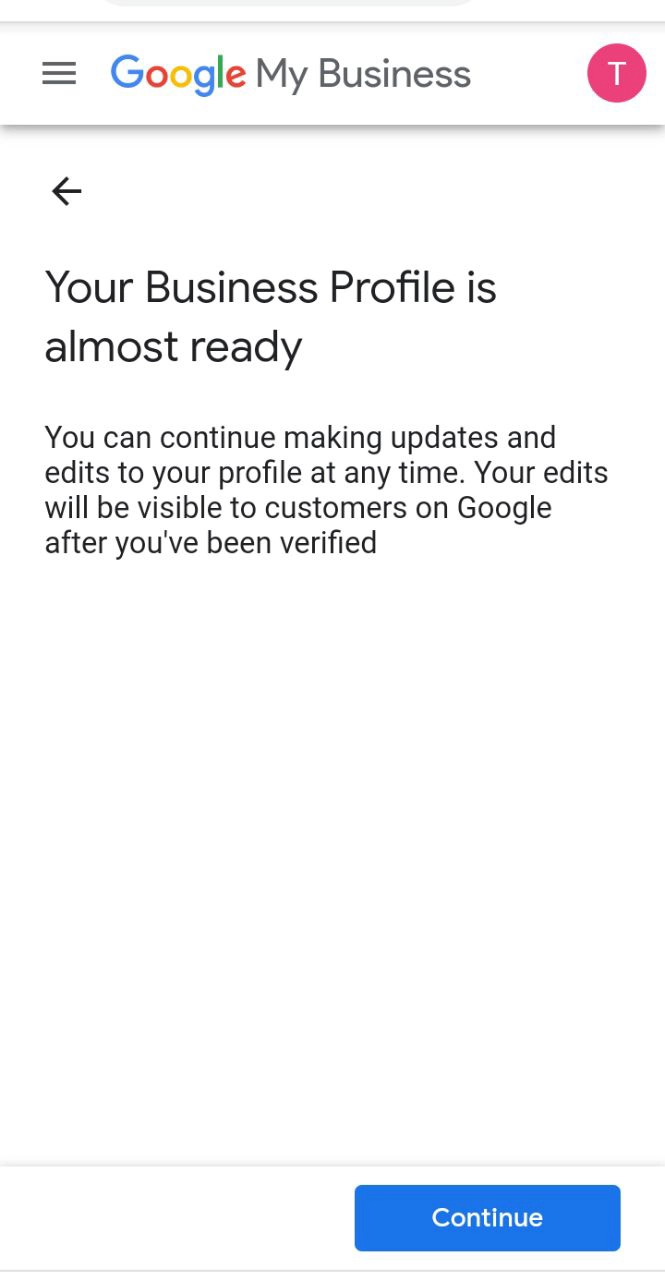 Google My Business
T
Your Business Profile is
almost ready
You can continue making updates and
edits to your profile at any time. Your edits
will be visible to customers on Google
after you've been verified
Continue